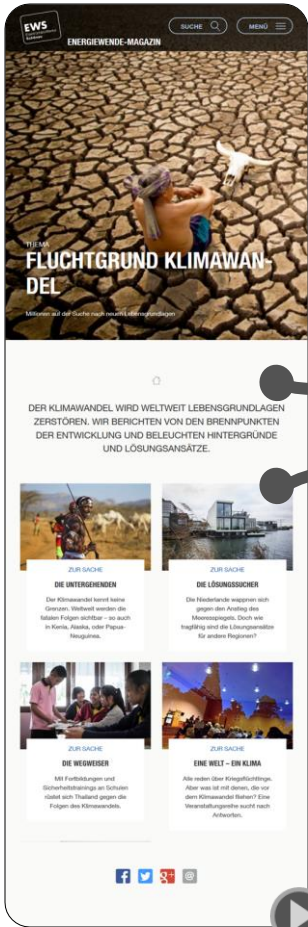 EWS
Schönau
ENERGIEWENDE-MAGAZIN
SUCHE
MENÜ
THEMA
FLUCHTGRUND KLIMAWAN-
DEL
Millionen auf der Suche nach neuen Lebensgrundlagen
DER KLIMAWANDEL WIRD WELTWEIT LEBENSGRUNDLAGEN
ZERSTÖREN. WIR BERICHTEN VON DEN BRENNPUNKTEN
DER ENTWICKLUNG UND BELEUCHTEN HINTERGRÜNDE
UND LÖSUNGSANSÄTZE.
ZUR SACHE
DIE UNTERGEHENDEN
Der Klimawandel kennt keine
Grenzen. Weltweit werden die
fatalen Folgen sichtbar – so auch
in Kenia, Alaska, oder Papua-
Neuguinea.
ZUR SACHE
DIE LÖSUNGSSUCHER
Die Niederlande wappnen sich
gegen den Anstieg des
Meeresspiegels. Doch wie
tragfähig sind die Lösungsansätze
für andere Regionen?
ZUR SACHE
DIE WEGWEISER
Mit Fortbildungen und
Sicherheitstrainings an Schulen
rüstet sich Thailand gegen die
Folgen des Klimawandels.
ZUR SACHE
EINE WELT – EIN KLIMA
Alle reden über Kriegsflüchtlinge.
Aber was ist mit denen, die vor
dem Klimawandel fliehen? Eine
Veranstaltungsreihe sucht nach
Antworten.